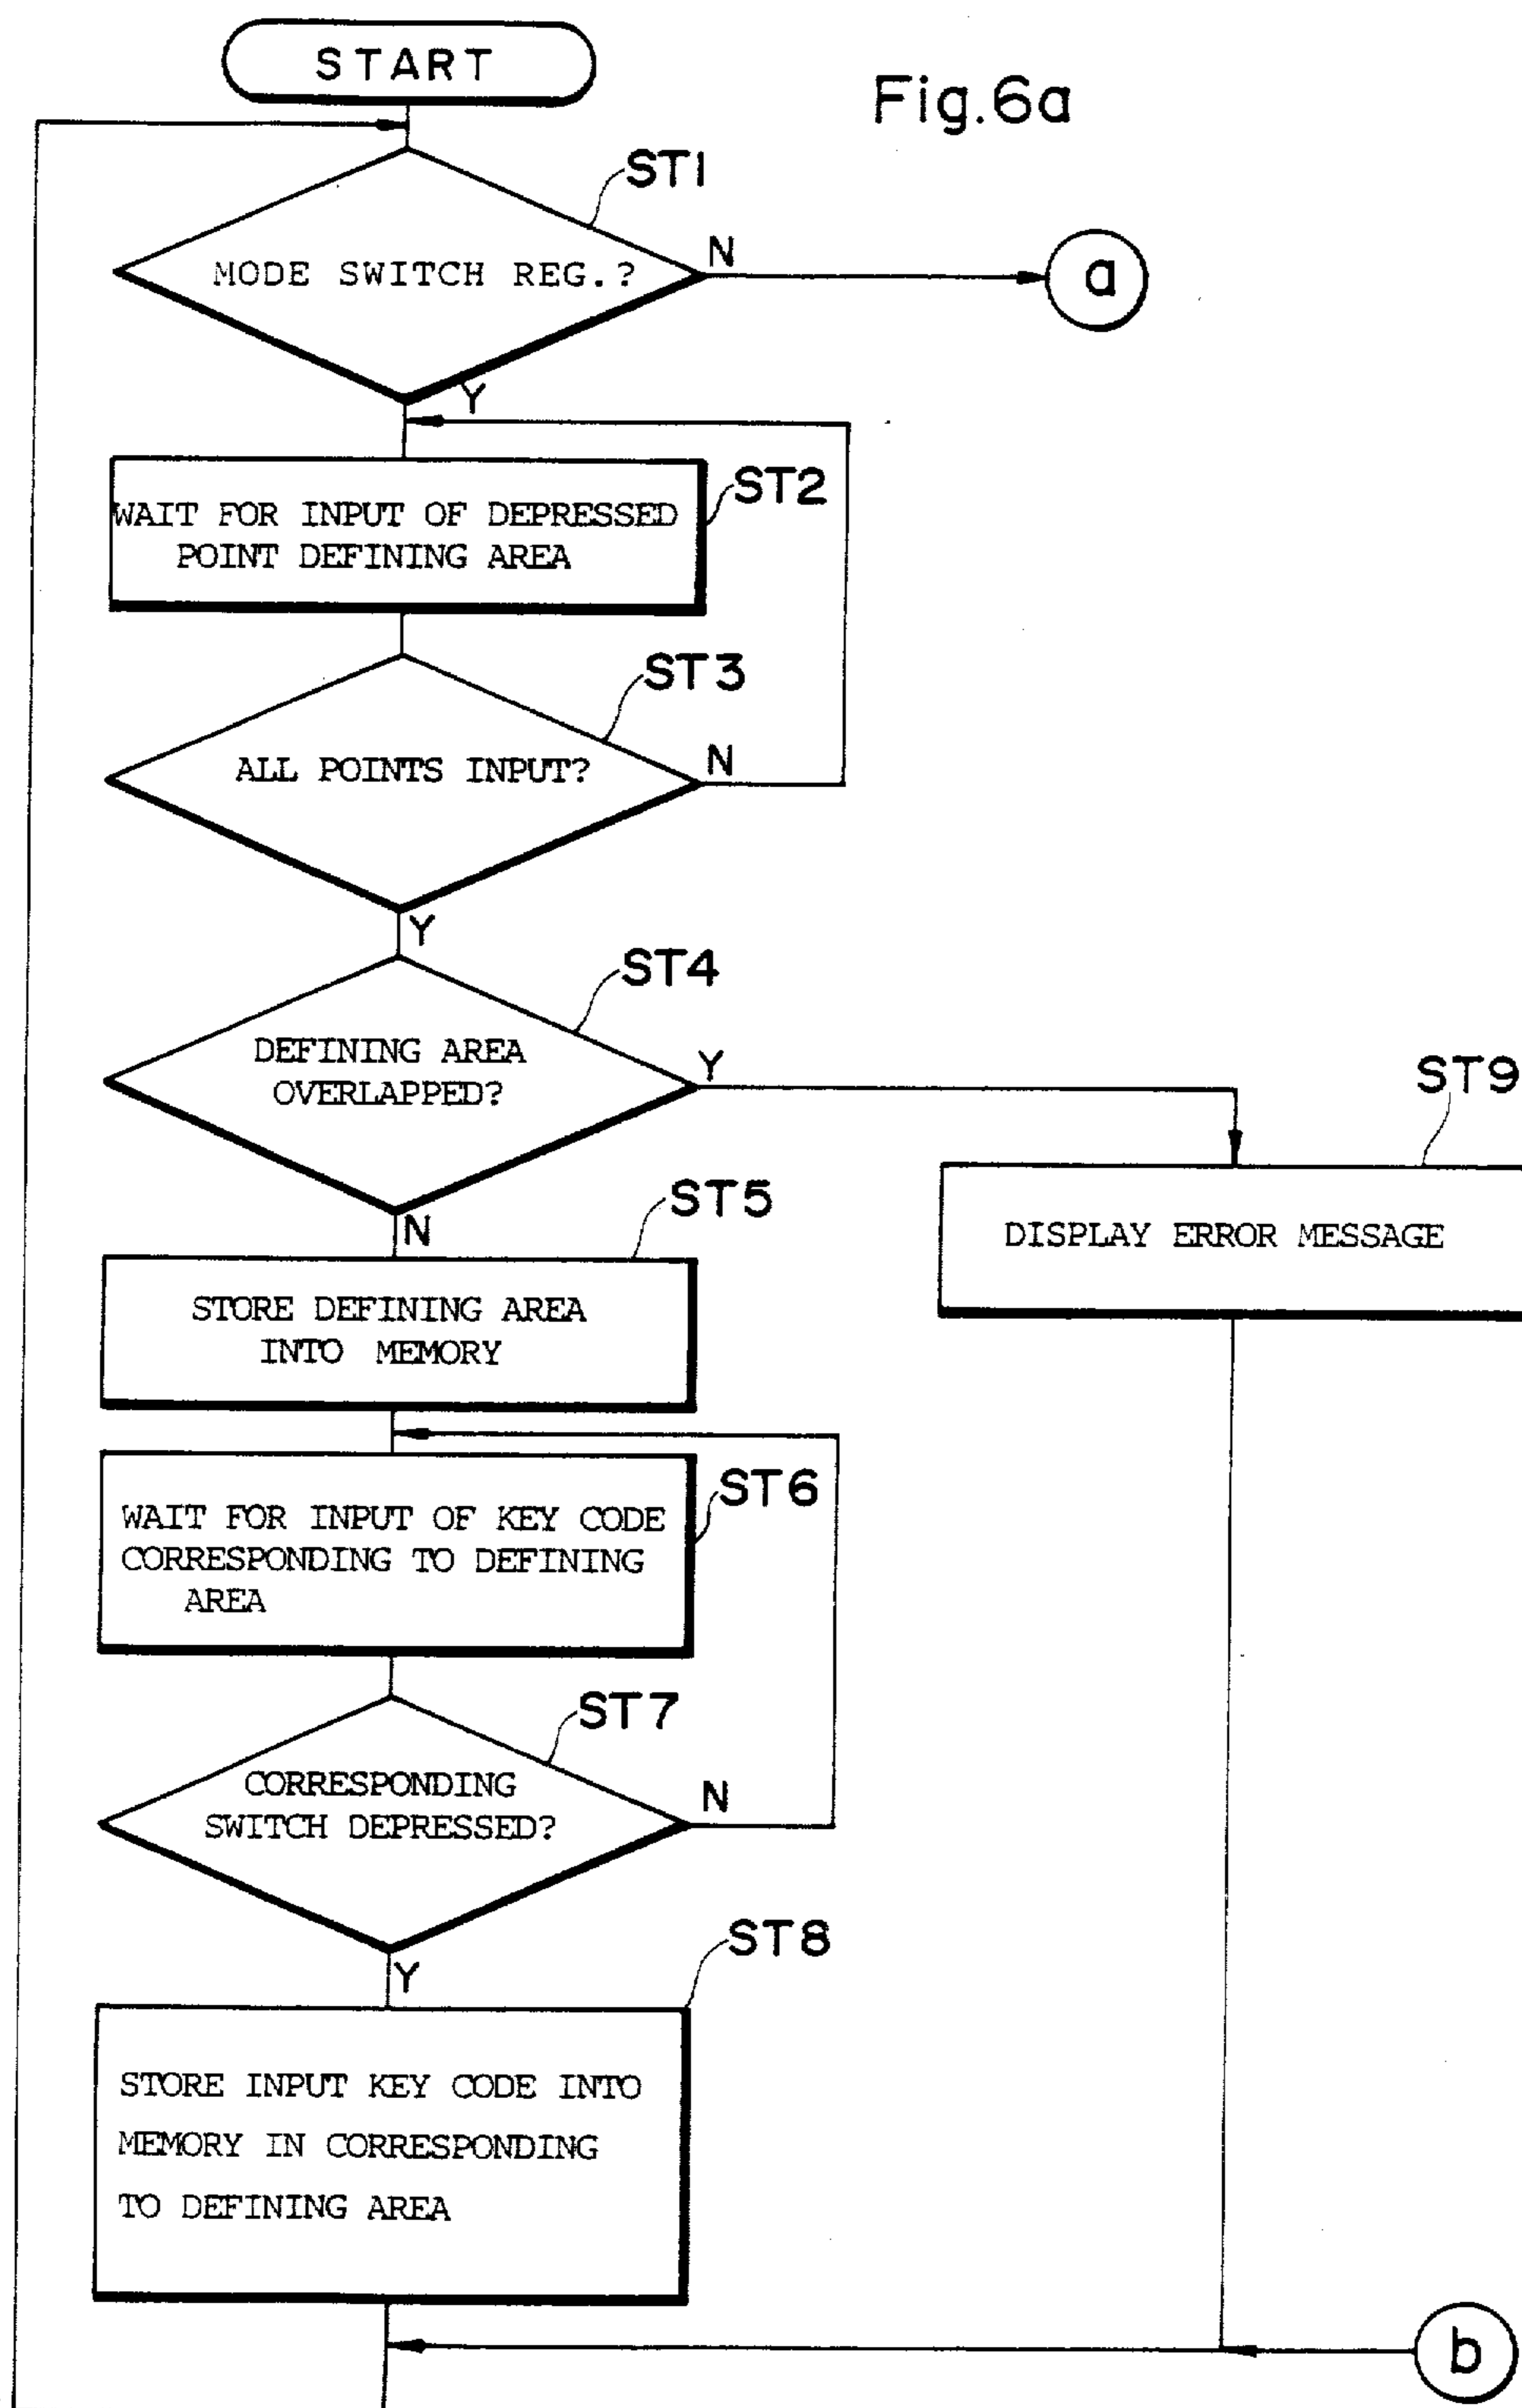 START
Fig.6a
ST1
MODE SWITCH REG.?
N
a
Y
ST2
WAIT FOR INPUT OF DEPRESSED
POINT DEFINING AREA
ST3
ALL POINTS INPUT?
N
Y
ST4
DEFINING AREA
OVERLAPPED?
Y
ST9
DISPLAY ERROR MESSAGE
N
ST5
STORE DEFINING AREA
INTO MEMORY
ST6
WAIT FOR INPUT OF KEY CODE
CORRESPONDING TO DEFINING
AREA
ST7
CORRESPONDING
SWITCH DEPRESSED?
N
Y
ST8
STORE INPUT KEY CODE INTO
MEMORY IN CORRESPONDING
TO DEFINING AREA
b